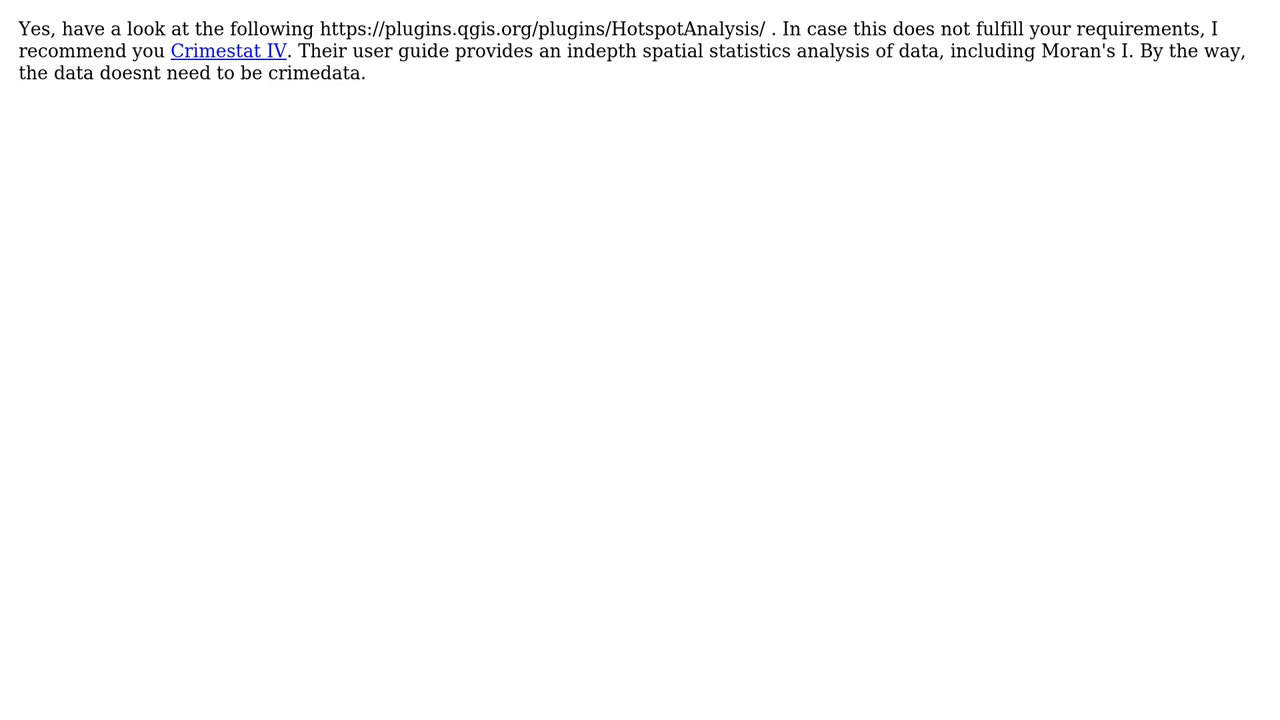 Yes, have a look at the following https://plugins.qgis.org/plugins/HotspotAnalysis/ . In case this does not fulfill your requirements, I
recommend you Crimestat IV. Their user guide provides an indepth spatial statistics analysis of data, including Moran's I. By the way,
the data doesnt need to be crimedata.